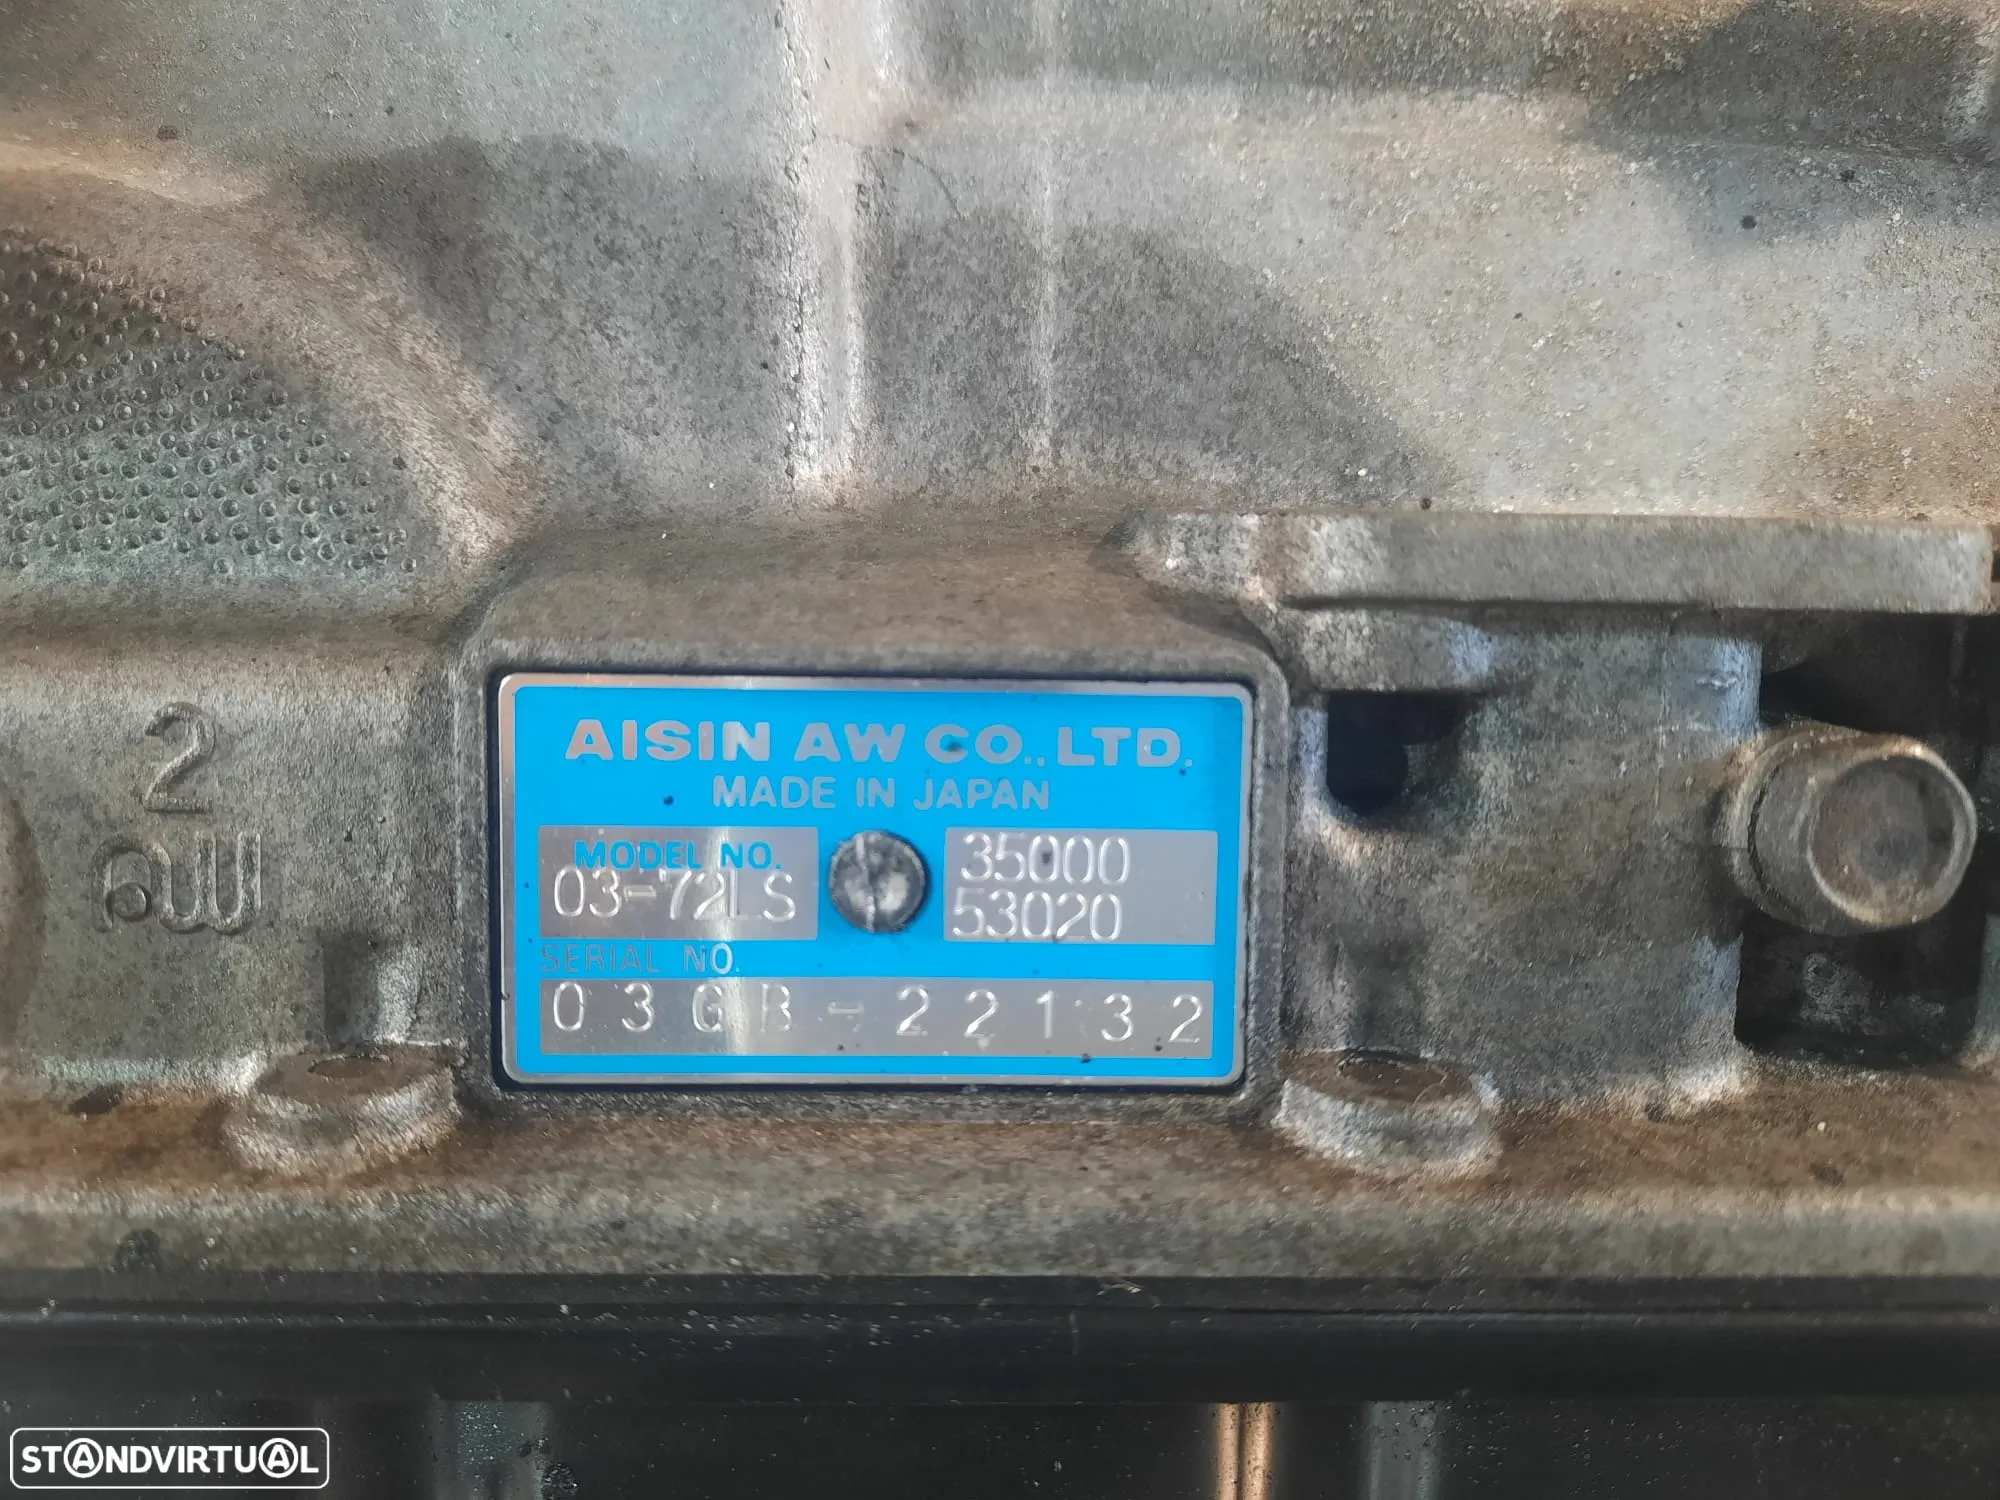 AISIN AW CO., LTD.
MADE IN JAPAN
MODEL NO.
03-72LS
35000
53020
SERIAL NO.
03GB-22132
2
AW
STANDVIRTUAL